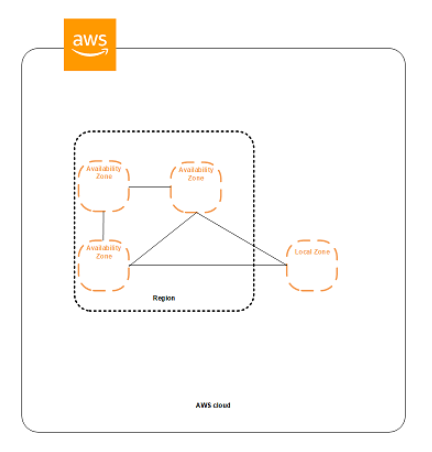 aws
Availability
Zone
Availability
Zone
Availability
Zone
Local Zone
Region
AWS cloud